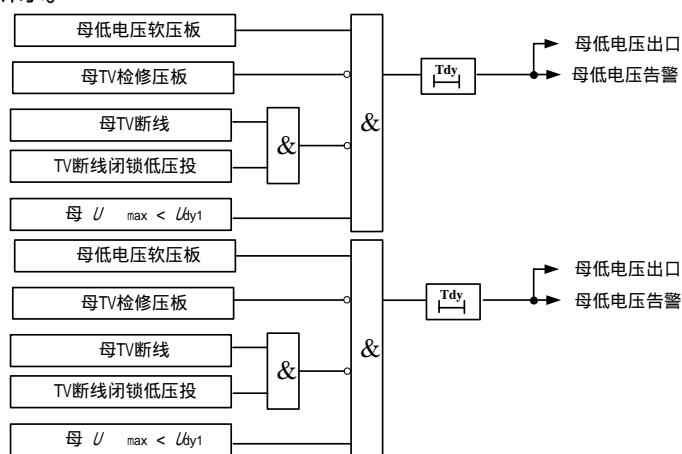 母低电压软压板
母TV检修压板
母TV断线
TV断线闭锁低压投
母 U max < Udy1
&
&
Tdy
母低电压出口
母低电压告警
母低电压软压板
母TV检修压板
母TV断线
TV断线闭锁低压投
母 U max < Udy1
&
&
Tdy
母低电压出口
母低电压告警